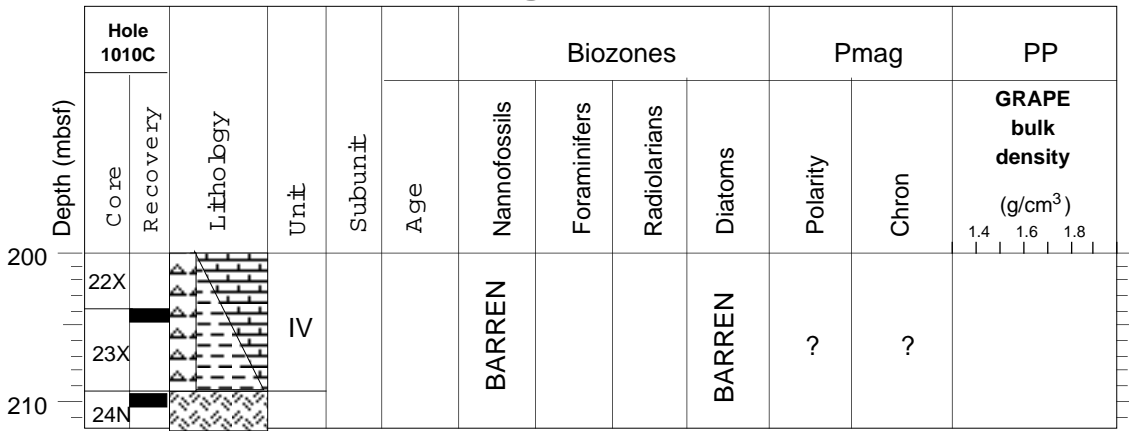 Hole
1010C
Biozones
Pmag
PP
Depth (mbsf)
Core
Recovery
Lithology
Unit
Subunit
Age
Nannofossils
Foraminifers
Radiolarians
Diatoms
Polarity
Chron
GRAPE
bulk
density
(g/cm3)
1.4 1.6 1.8
200
22X
23X
IV
BARREN
BARREN
?
?
210
24N